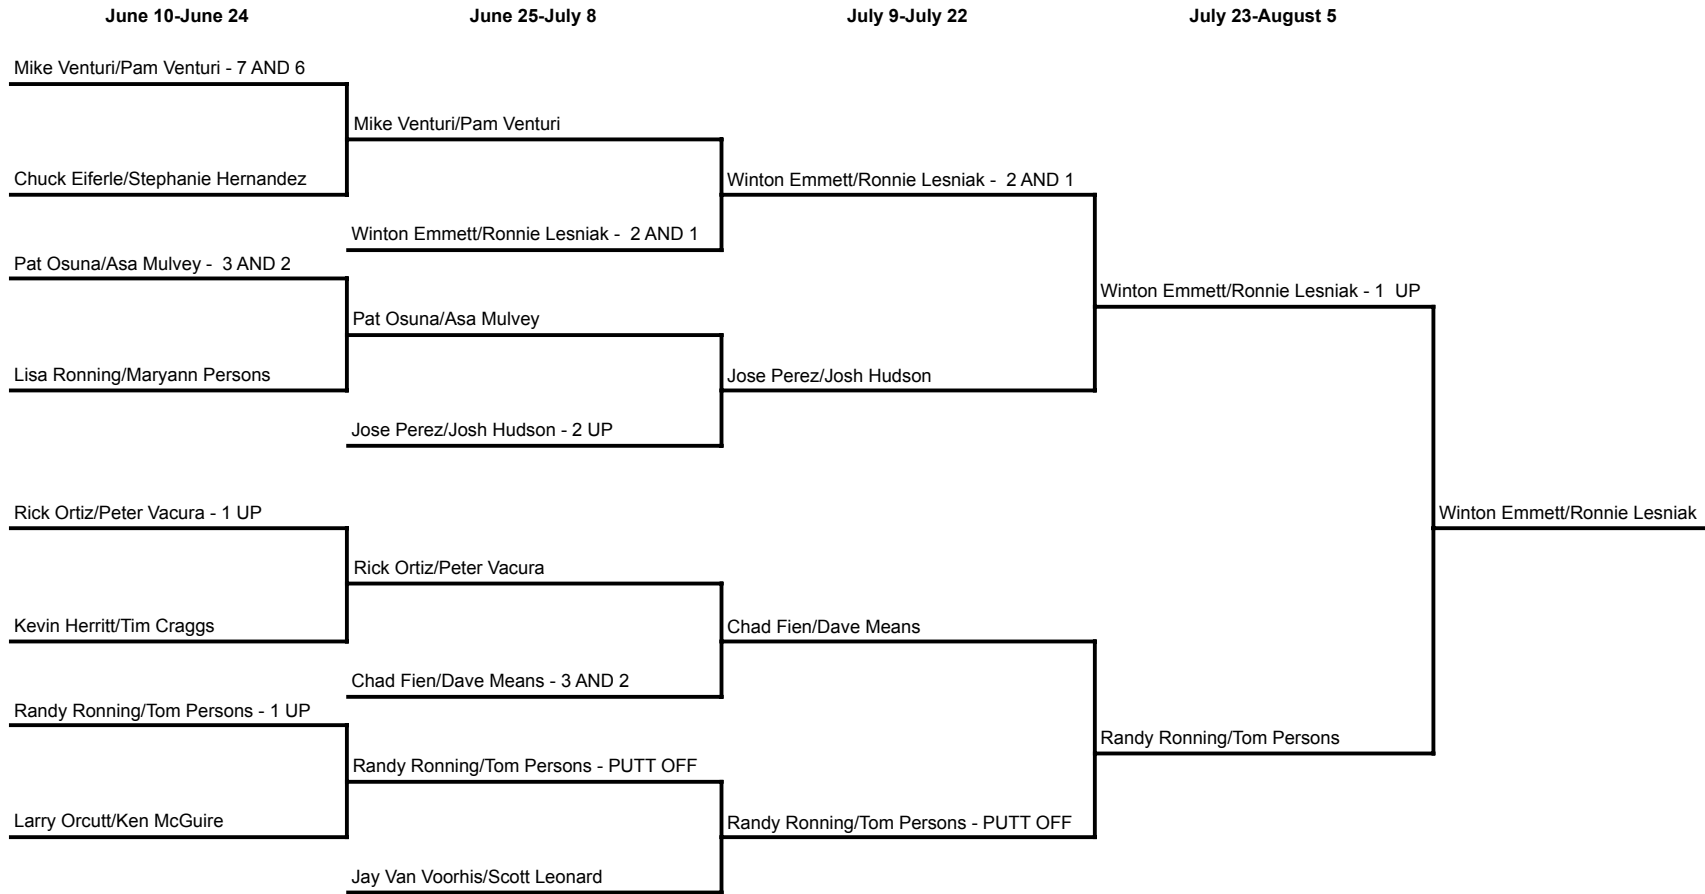 June 10-June 24
June 25-July 8
July 9-July 22
July 23-August 5
Mike Venturi/Pam Venturi - 7 AND 6
Mike Venturi/Pam Venturi
Chuck Eiferle/Stephanie Hernandez
Winton Emmett/Ronnie Lesniak -  2 AND 1
Winton Emmett/Ronnie Lesniak -  2 AND 1
Pat Osuna/Asa Mulvey -  3 AND 2
Winton Emmett/Ronnie Lesniak - 1  UP
Pat Osuna/Asa Mulvey
Lisa Ronning/Maryann Persons
Jose Perez/Josh Hudson
Jose Perez/Josh Hudson - 2 UP
Rick Ortiz/Peter Vacura - 1 UP
Winton Emmett/Ronnie Lesniak
Rick Ortiz/Peter Vacura
Kevin Herritt/Tim Craggs
Chad Fien/Dave Means
Chad Fien/Dave Means - 3 AND 2
Randy Ronning/Tom Persons - 1 UP
Randy Ronning/Tom Persons
Randy Ronning/Tom Persons - PUTT OFF
Larry Orcutt/Ken McGuire
Randy Ronning/Tom Persons - PUTT OFF
Jay Van Voorhis/Scott Leonard